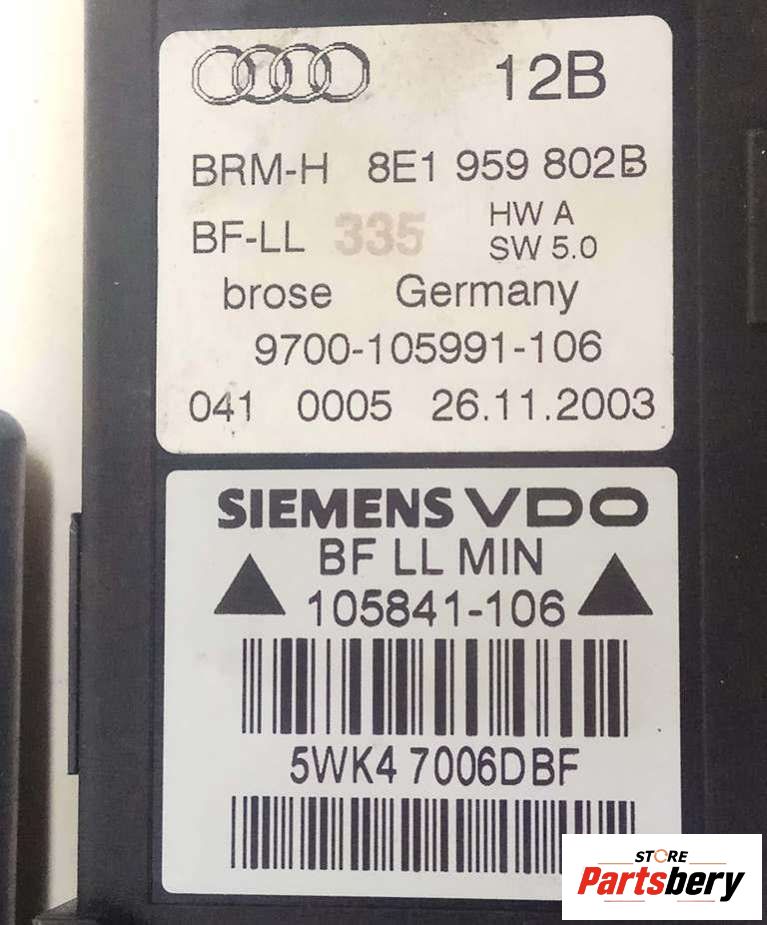 12B
BRM-H 8E1 959 802B
BF-LL 335 HW A
SW 5.0
brose Germany
9700-105991-106
041 0005 26.11.2003
SIEMENS VDO
BF LL MIN
105841-106
5WK4 7006DBF
STORE
Partsbery